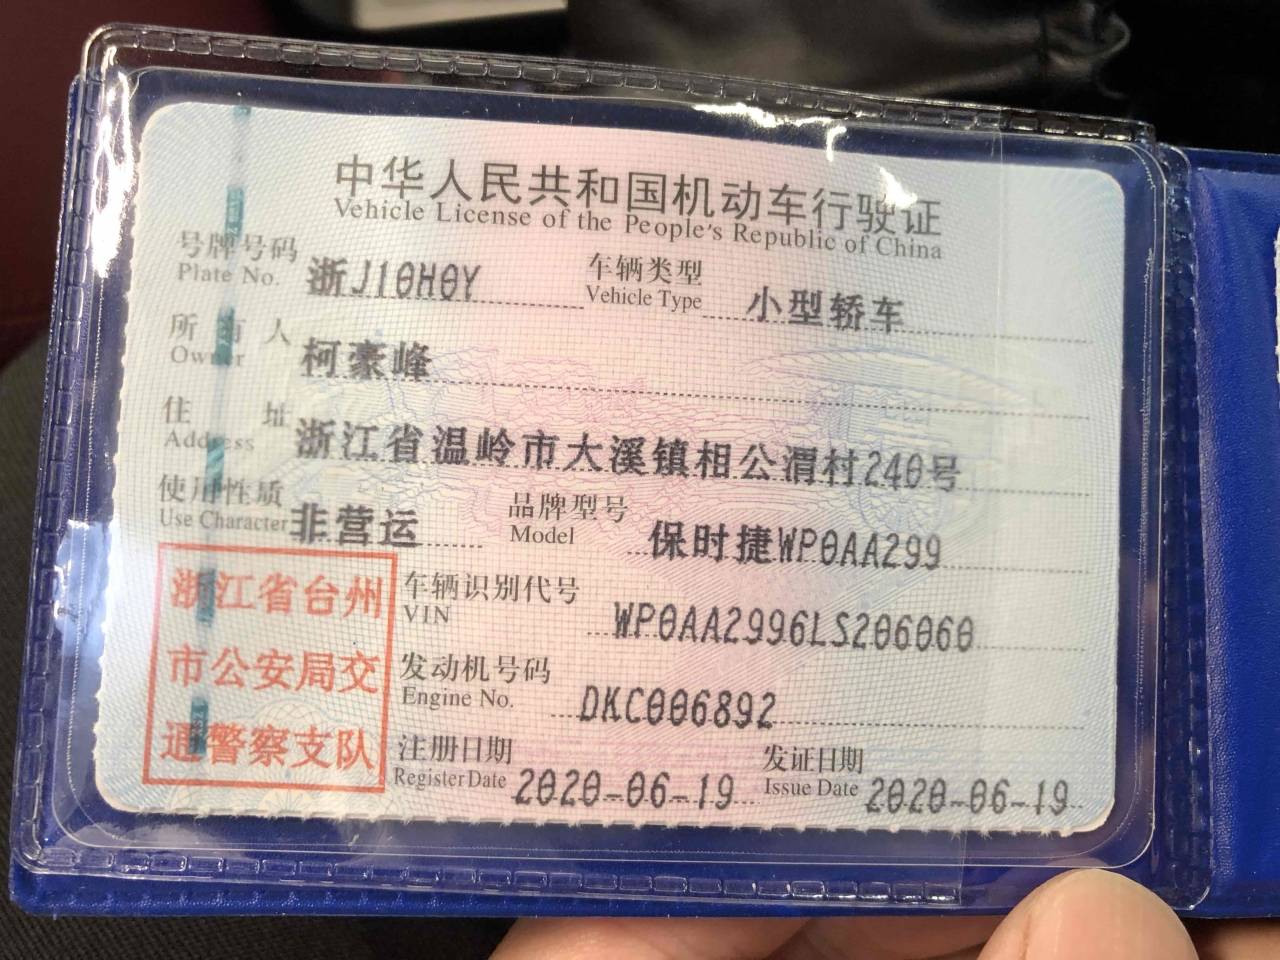 中华人民共和国机动车行驶证
Vehicle License of the People's Republic of China
号牌号码 浙J10H0Y 车辆类型 小型轿车
Plate No. Vehicle Type
所有人 柯豪峰
Owner
住址 浙江省温岭市大溪镇相公渭村240号
Address
使用性质 非营运 品牌型号 保时捷WP0AA299
Use Character Model
车辆识别代号 WP0AA2996LS206060
VIN
发动机号码 DKC006892
Engine No.
注册日期 2020-06-19 发证日期 2020-06-19
Register Date Issue Date
浙江省台州
市公安局交
通警察支队